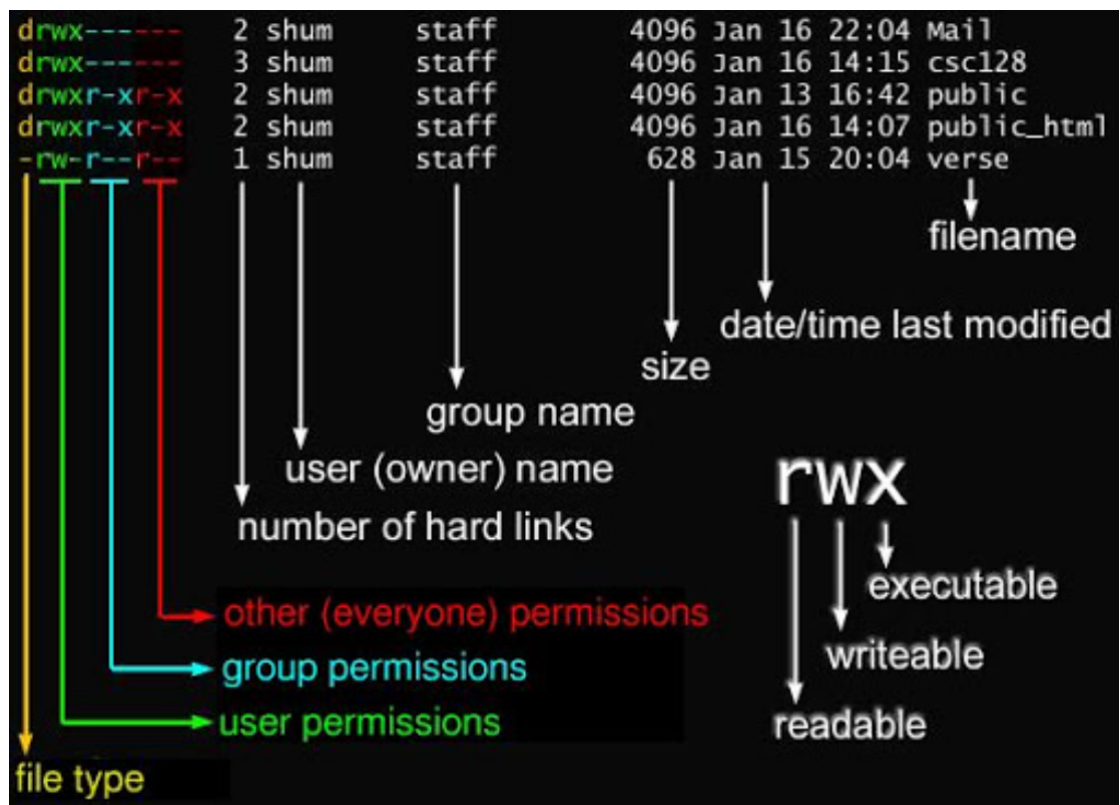 drwx------ 2 shum staff 4096 Jan 16 22:04 Mail
drwx------ 3 shum staff 4096 Jan 16 14:15 csc128
drwxr-xr-x 2 shum staff 4096 Jan 13 16:42 public
drwxr-xr-x 2 shum staff 4096 Jan 16 14:07 public_html
-rw-r--r-- 1 shum staff 628 Jan 15 20:04 verse
filename
date/time last modified
size
group name
user (owner) name
number of hard links
rwx
executable
writeable
readable
other (everyone) permissions
group permissions
user permissions
file type